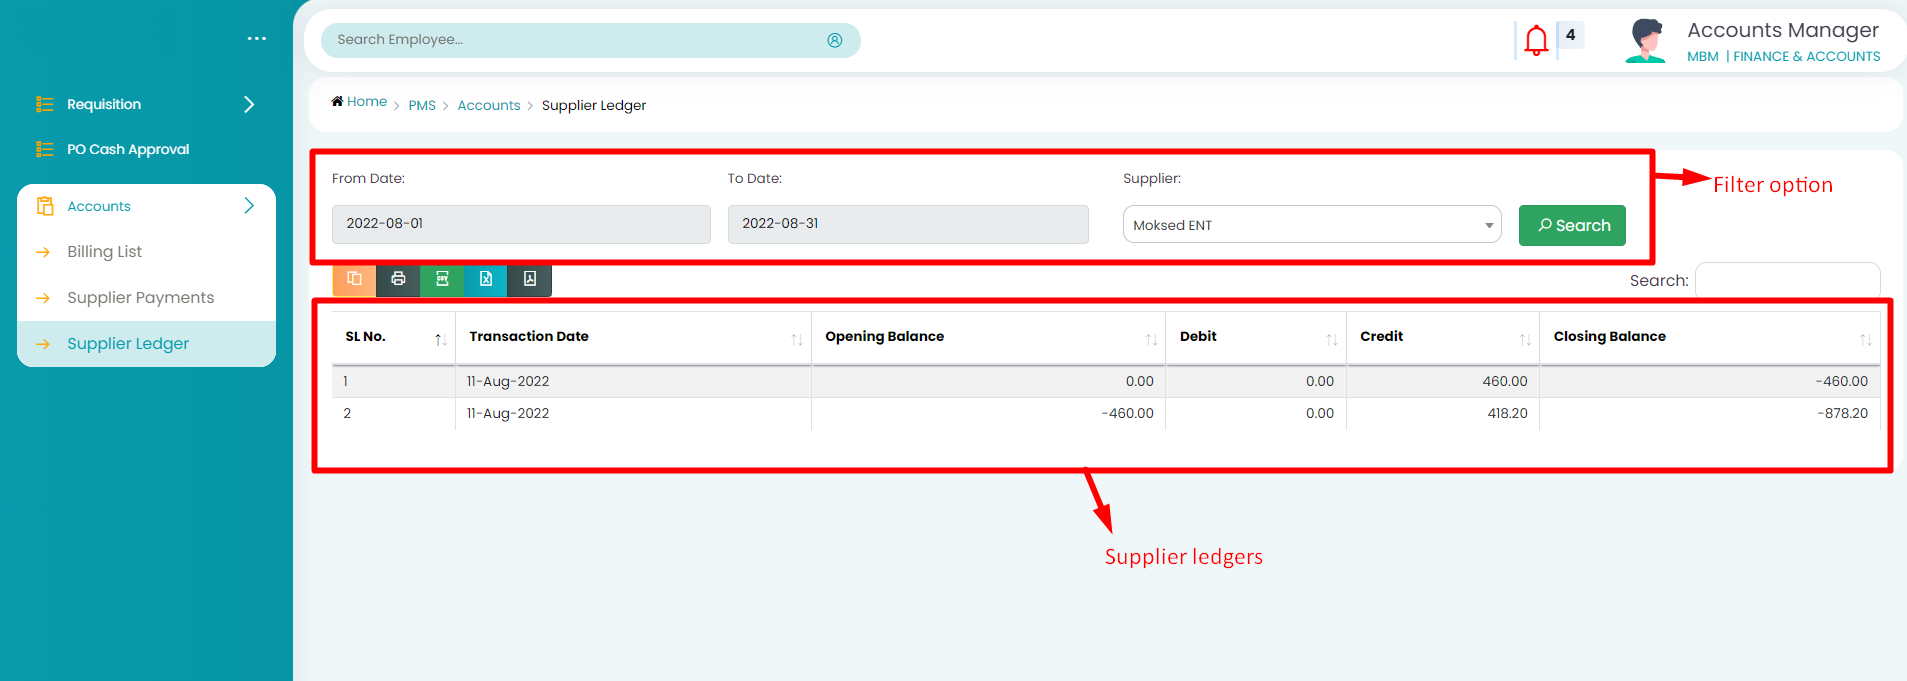 ...
Requisition
PO Cash Approval
Accounts
Billing List
Supplier Payments
Supplier Ledger
Search Employee...
4
Accounts Manager
MBM | FINANCE & ACCOUNTS
Home > PMS > Accounts > Supplier Ledger
From Date: To Date: Supplier:
2022-08-01 2022-08-31 Moksed ENT Search
Filter option
CSV
Search:
SL No. Transaction Date Opening Balance Debit Credit Closing Balance
1 11-Aug-2022 0.00 0.00 460.00 -460.00
2 11-Aug-2022 -460.00 0.00 418.20 -878.20
Supplier ledgers